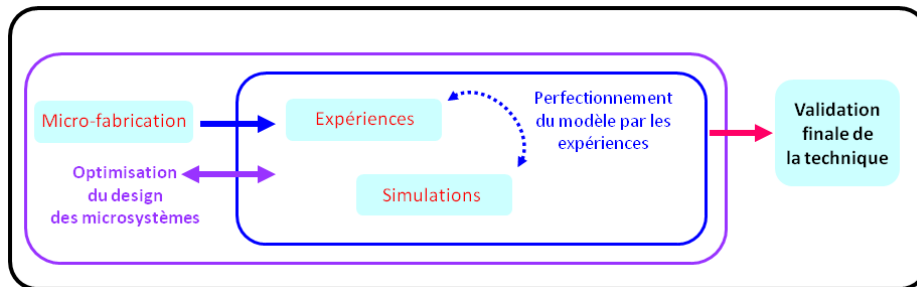 Micro-fabrication
Optimisation
du design
des microsystèmes
Expériences
Simulations
Perfectionnement
du modèle par les
expériences
Validation
finale de
la technique